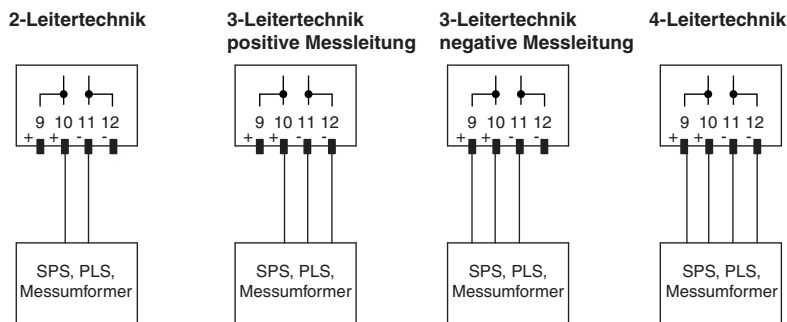 2-Leitertechnik
3-Leitertechnik
positive Messleitung
3-Leitertechnik
negative Messleitung
4-Leitertechnik
9 10 11 12
+ + - -
9 10 11 12
+ + - -
9 10 11 12
+ + - -
9 10 11 12
+ + - -
SPS, PLS,
Messumformer
SPS, PLS,
Messumformer
SPS, PLS,
Messumformer
SPS, PLS,
Messumformer